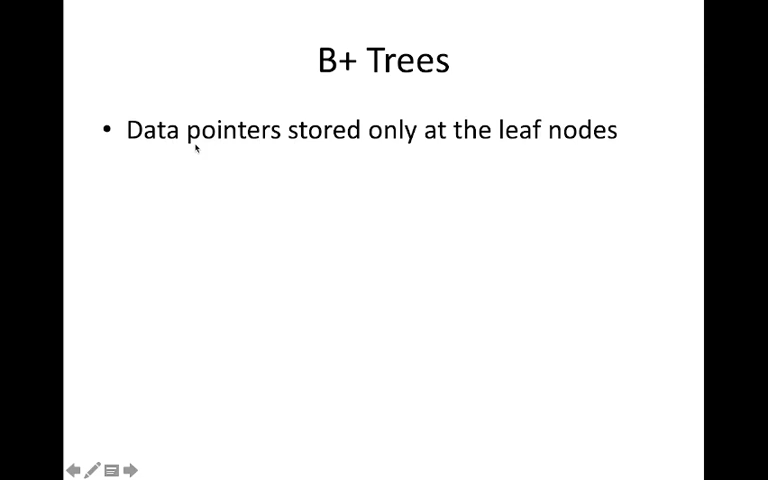 B+ Trees
• Data pointers stored only at the leaf nodes